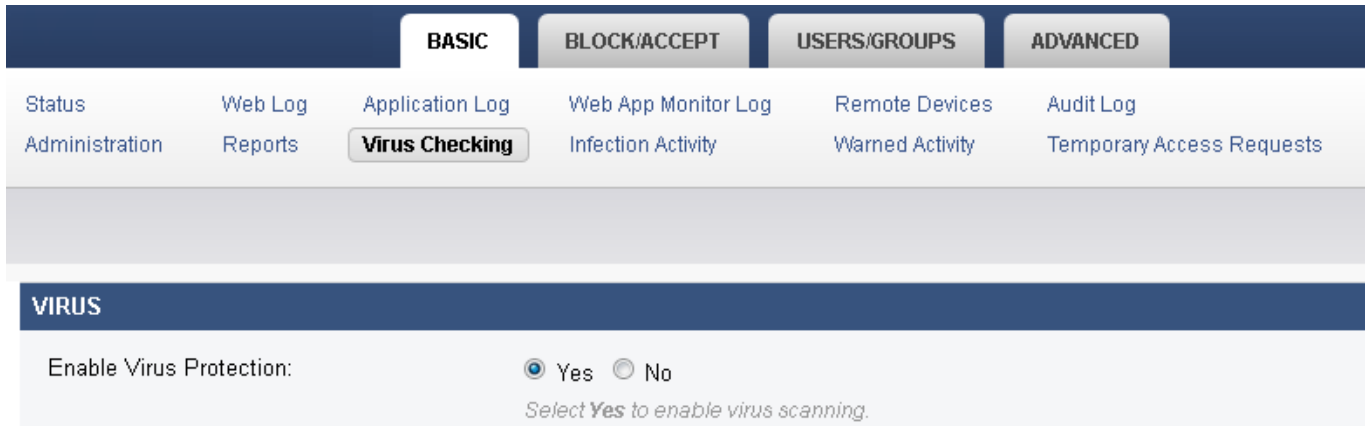 BASIC BLOCK/ACCEPT USERS/GROUPS ADVANCED
Status Web Log Application Log Web App Monitor Log Remote Devices Audit Log
Administration Reports Virus Checking Infection Activity Warned Activity Temporary Access Requests
VIRUS
Enable Virus Protection: Yes No
Select Yes to enable virus scanning.